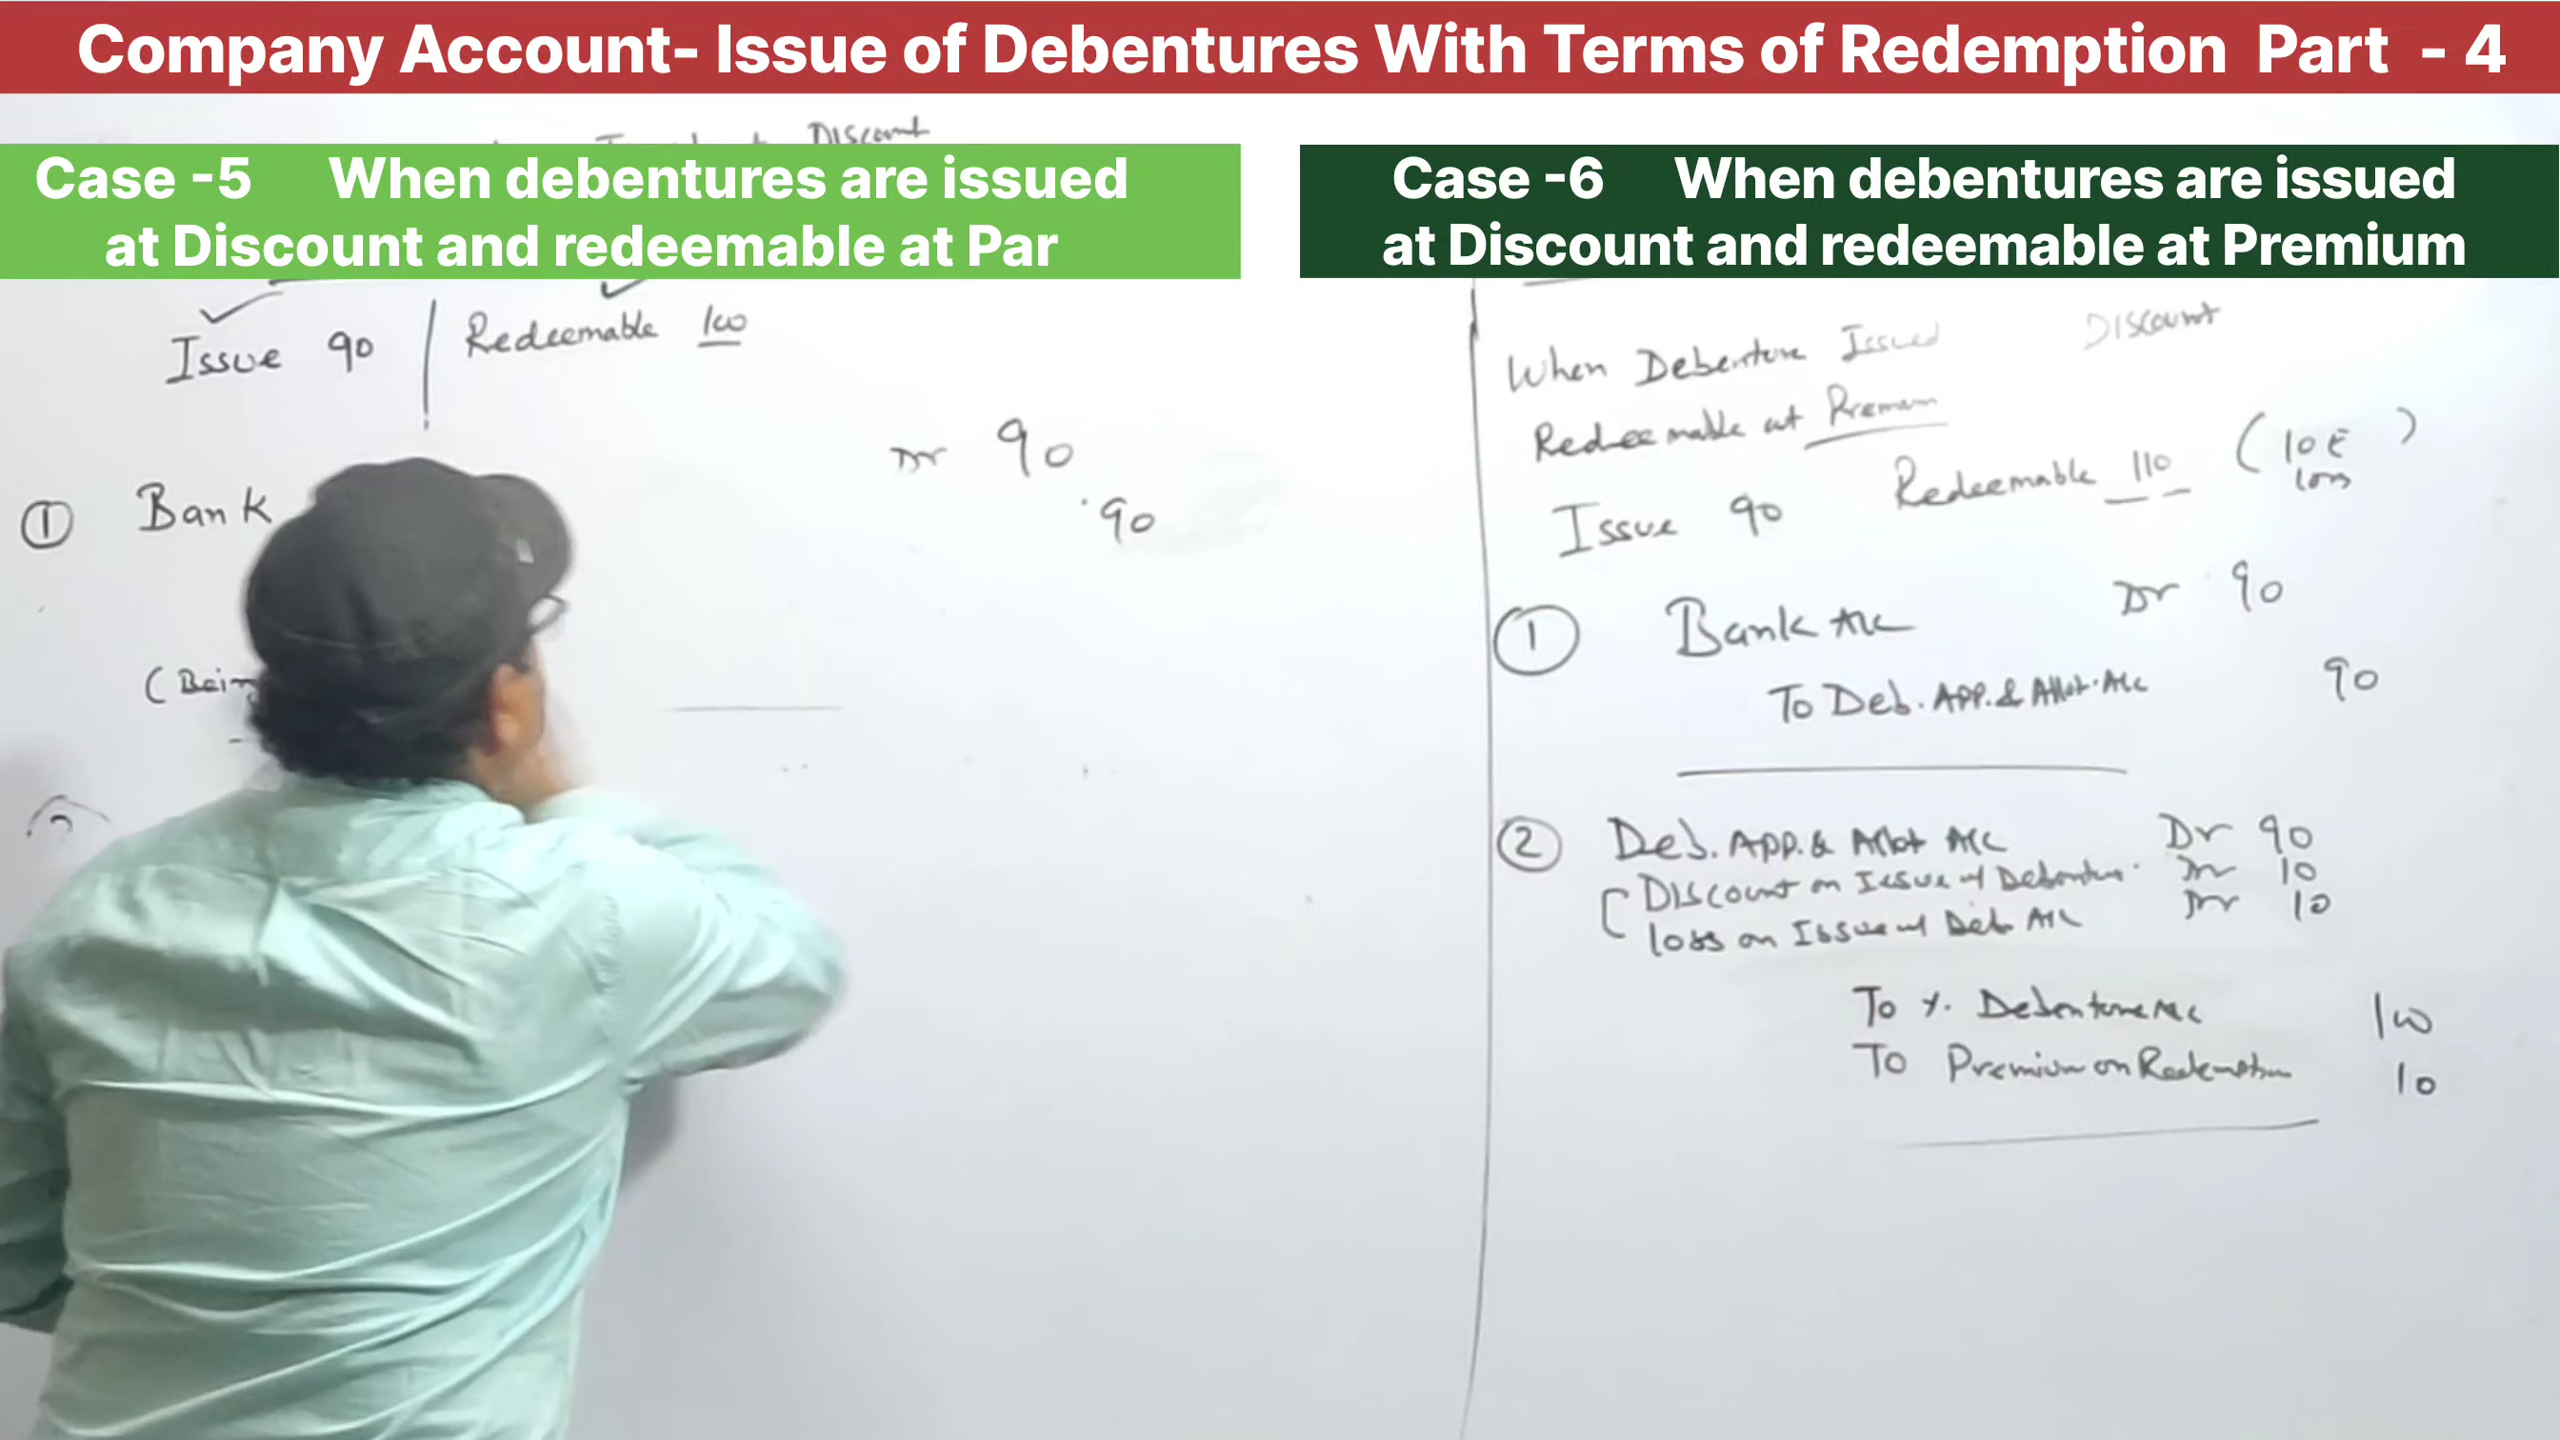 Company Account- Issue of Debentures With Terms of Redemption Part - 4
Discount
Case -5 When debentures are issued
at Discount and redeemable at Par
Issue 90 Redeemable 100
① Bank Dr 90
90
(Being
Case -6 When debentures are issued
at Discount and redeemable at Premium
When Debenture Issued Discount
Redeemable at Premium
Issue 90 Redeemable 110 (10
loss )
① Bank A/c Dr 90
To Deb. App. & Allot. A/c 90
② Deb. App. & Allot A/c Dr 90
Discount on Issue of Debenture Dr 10
loss on Issue of Deb A/c Dr 10
To %. Debenture A/c 100
To Premium on Redemption 10